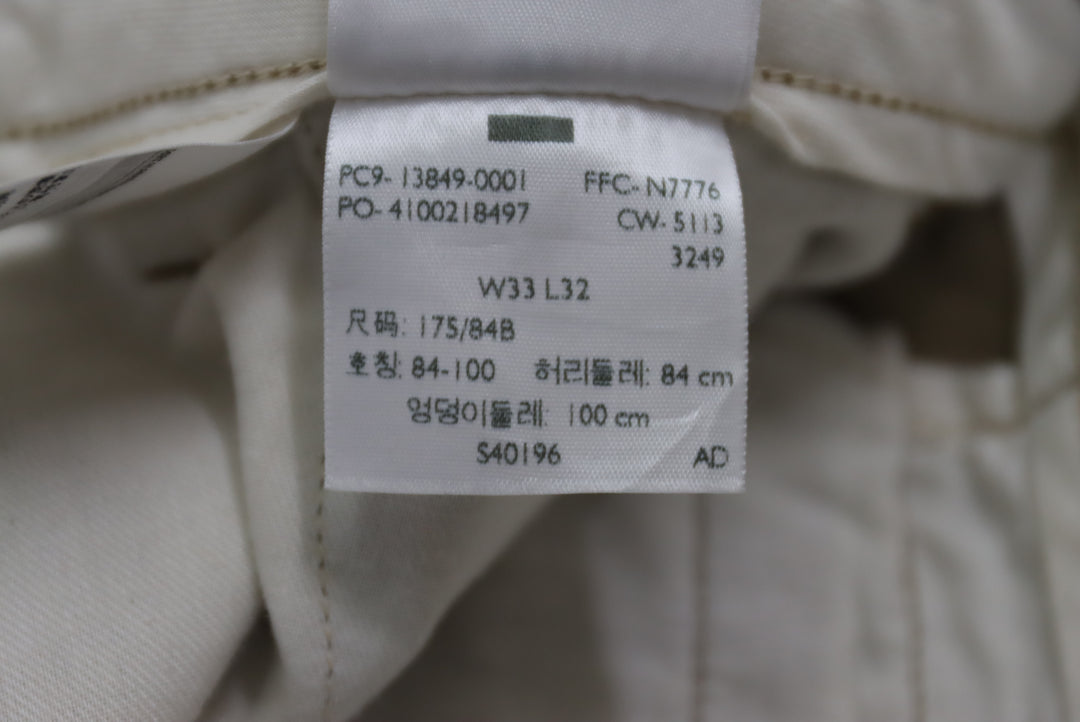 PC9- 13849-0001 FFC- N7776
PO- 4100218497 CW- 5113
3249
W33 L32
尺码: 175/84B
호칭: 84-100 허리둘레: 84 cm
엉덩이둘레: 100 cm
S40196 AD